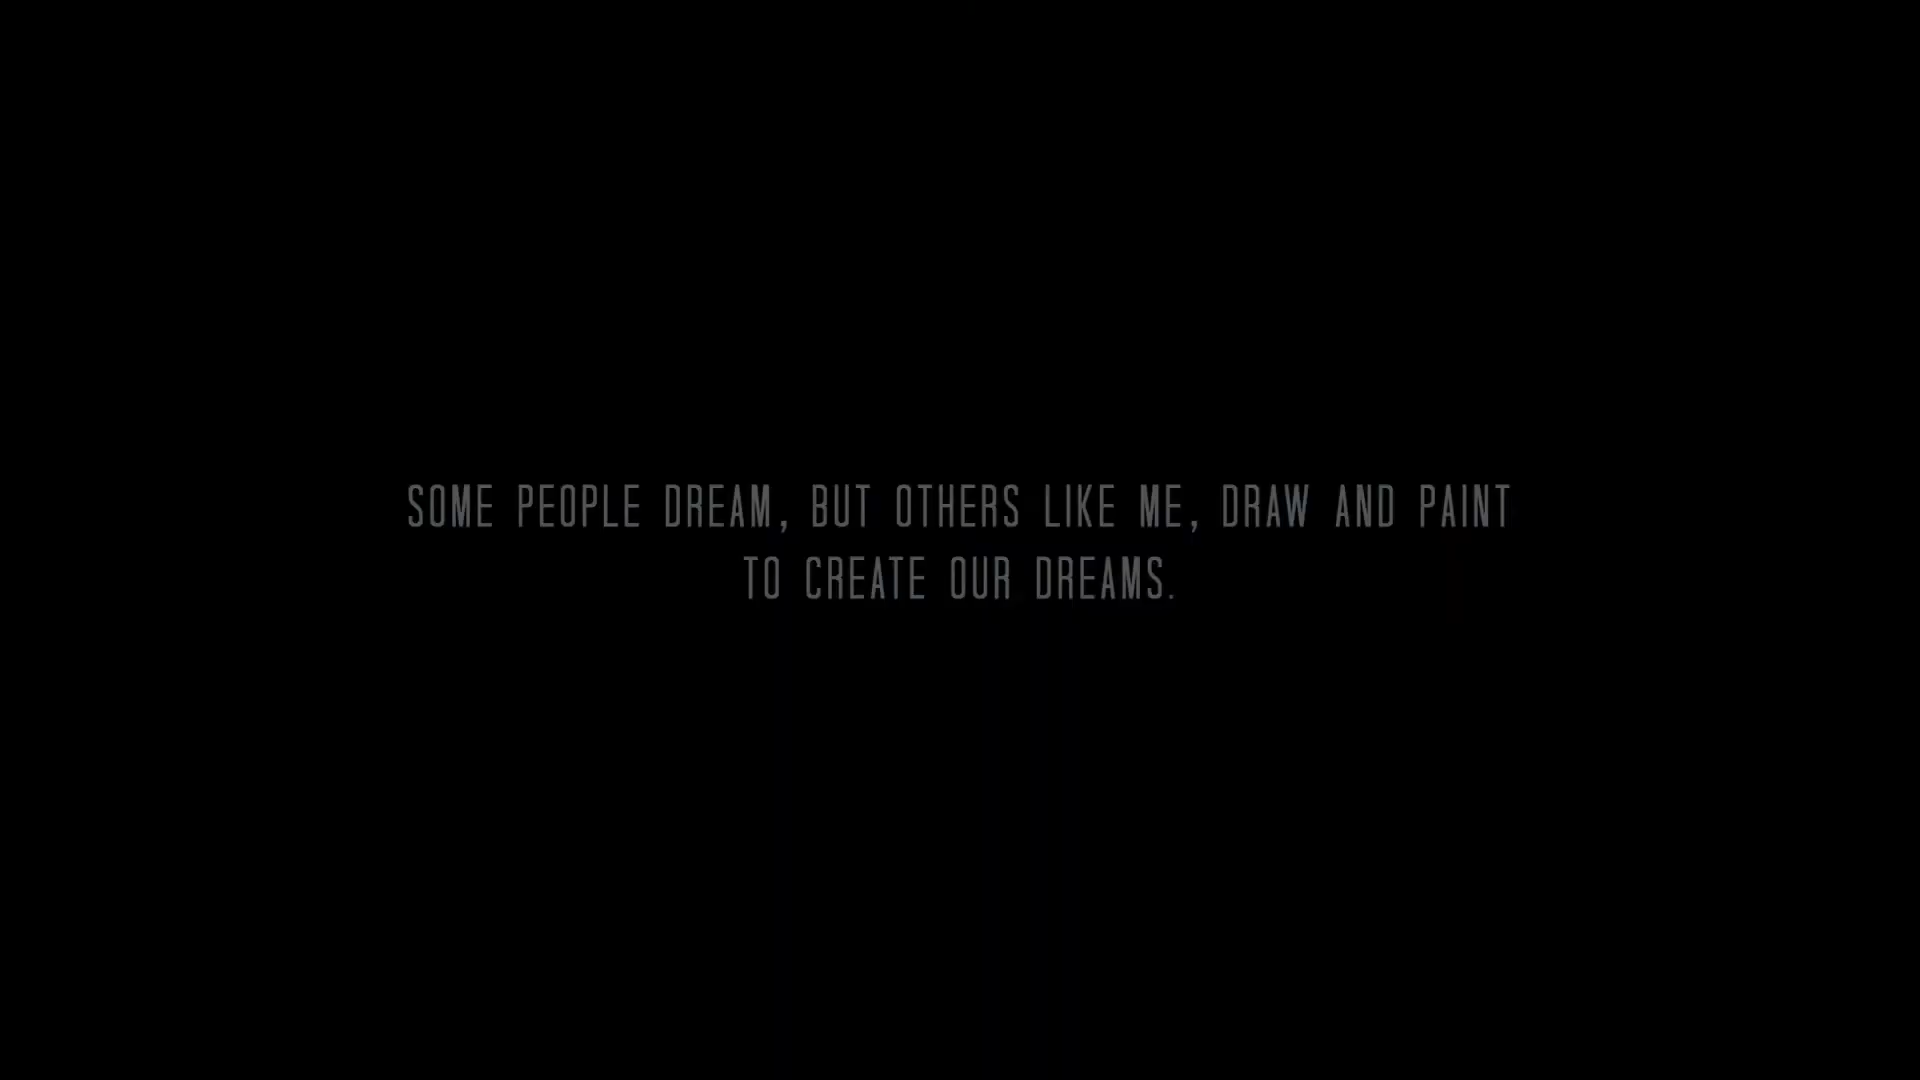 SOME PEOPLE DREAM, BUT OTHERS LIKE ME, DRAW AND PAINT
TO CREATE OUR DREAMS.